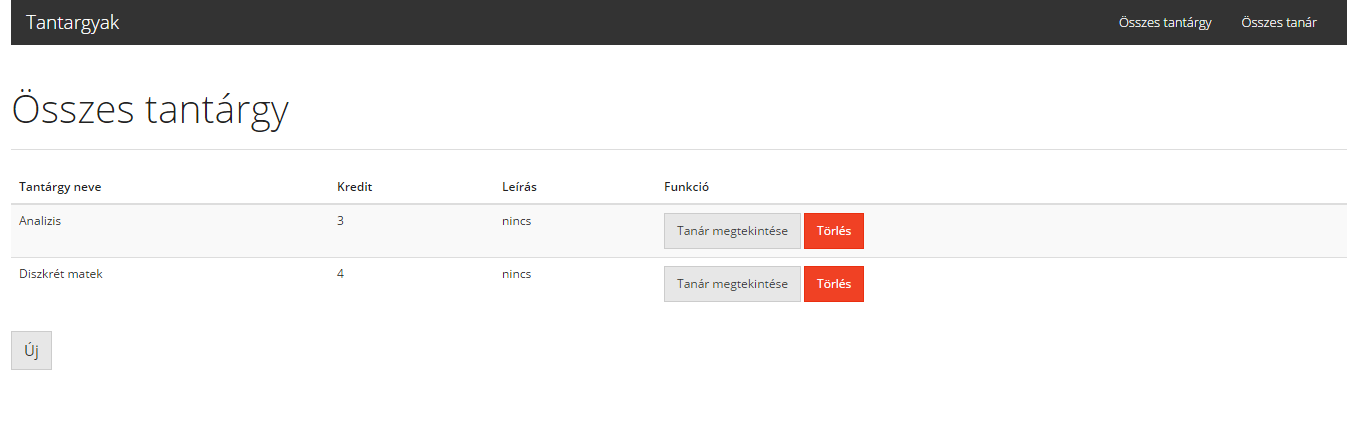 Tantargyak Összes tantárgy Összes tanár
Összes tantárgy
Tantárgy neve Kredit Leírás Funkció
Analizis 3 nincs Tanár megtekintése Törlés
Diszkrét matek 4 nincs Tanár megtekintése Törlés
Új